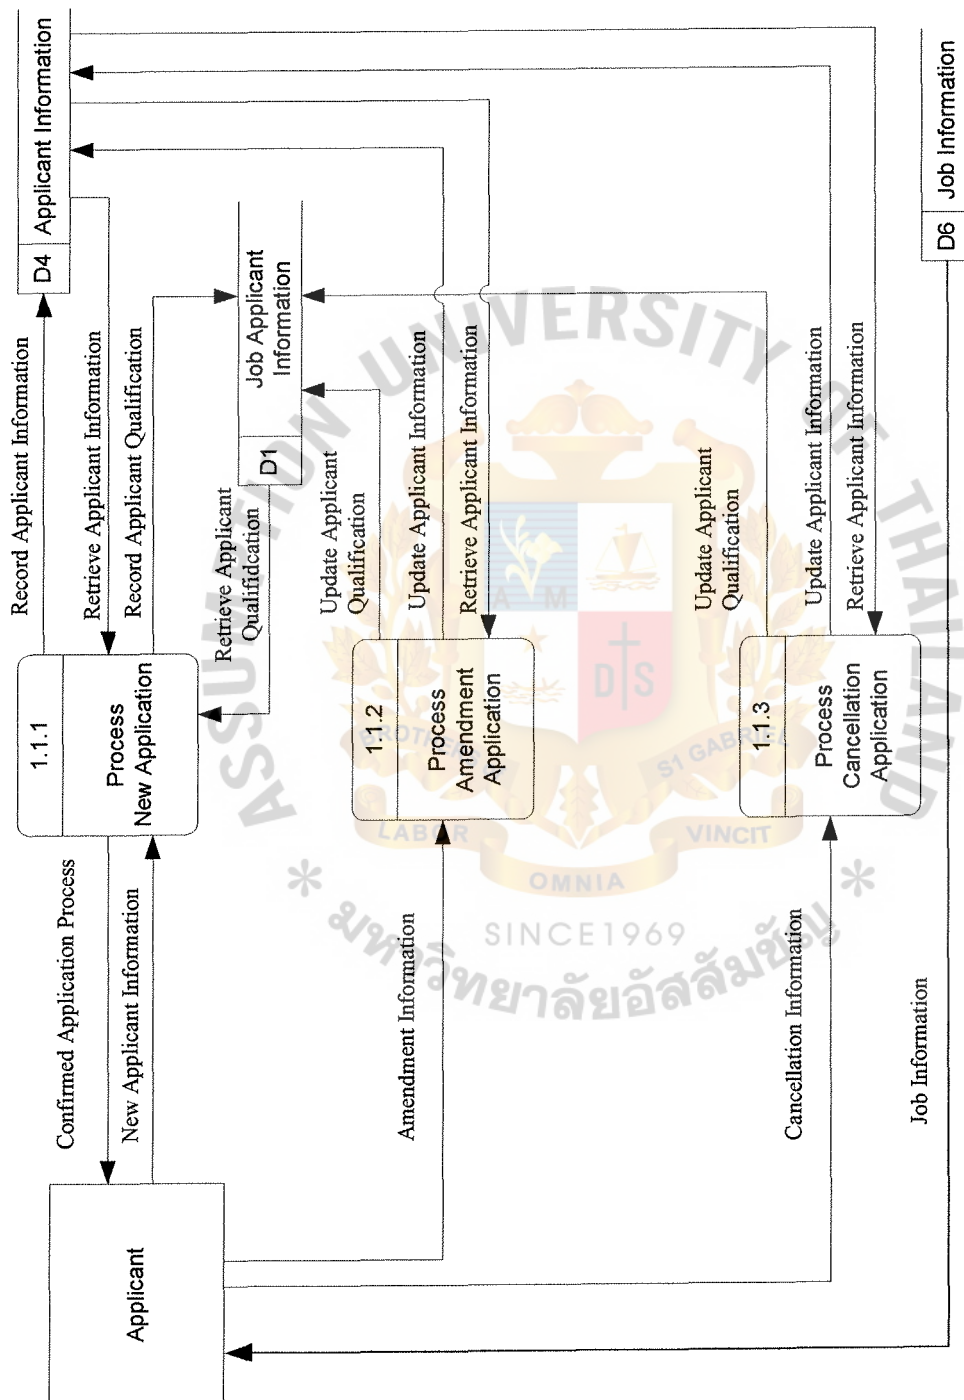 Applicant
Confirmed Application Process
New Applicant Information
Amendment Information
Cancellation Information
Job Information
1.1.1
Process
New Application
1.1.2
Process
Amendment
Application
1.1.3
Process
Cancellation
Application
Record Applicant Information
Retrieve Applicant Information
Record Applicant Qualification
Retrieve Applicant
Qualifidcation
Update Applicant
Qualification
Update Applicant Information
Retrieve Applicant Information
Update Applicant
Qualification
Update Applicant Information
Retrieve Applicant Information
D4 Applicant Information
D1 Job Applicant
Information
D6 Job Information
ASSUMPTION UNIVERSITY OF THAILAND
A M
D S
S1 GABRIEL
LABOR
OMNIA
VINCIT
SINCE1969
* มหาวิทยาลัยอัสสัมชัญ *